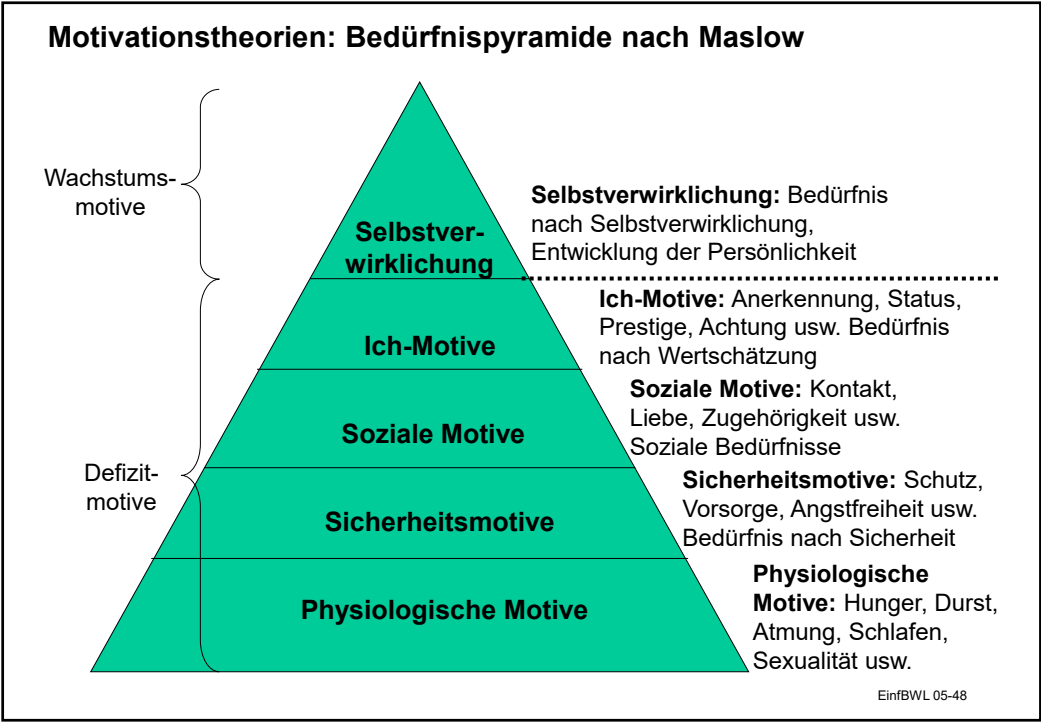 Motivationstheorien: Bedürfnispyramide nach Maslow
Wachstums-
motive
Selbstver-
wirklichung
Selbstverwirklichung: Bedürfnis
nach Selbstverwirklichung,
Entwicklung der Persönlichkeit
Ich-Motive
Ich-Motive: Anerkennung, Status,
Prestige, Achtung usw. Bedürfnis
nach Wertschätzung
Soziale Motive
Soziale Motive: Kontakt,
Liebe, Zugehörigkeit usw.
Soziale Bedürfnisse
Defizit-
motive
Sicherheitsmotive
Sicherheitsmotive: Schutz,
Vorsorge, Angstfreiheit usw.
Bedürfnis nach Sicherheit
Physiologische Motive
Physiologische
Motive: Hunger, Durst,
Atmung, Schlafen,
Sexualität usw.
EinfBWL 05-48